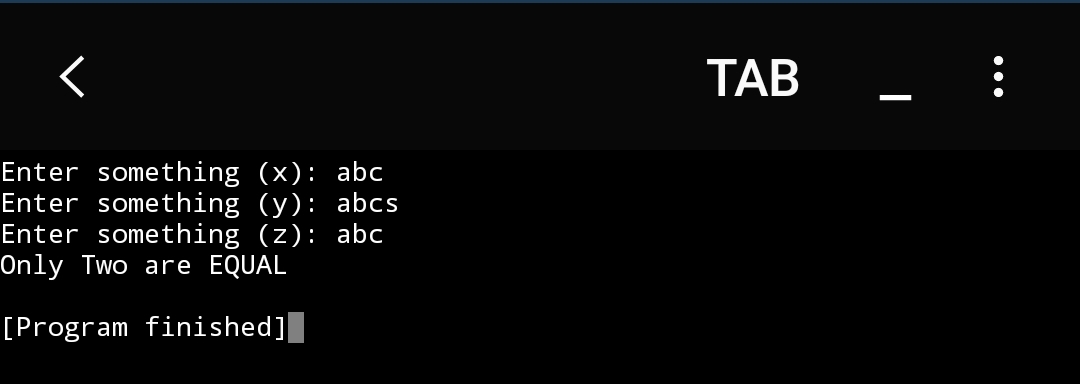 TAB _
Enter something (x): abc
Enter something (y): abcs
Enter something (z): abc
Only Two are EQUAL
[Program finished]